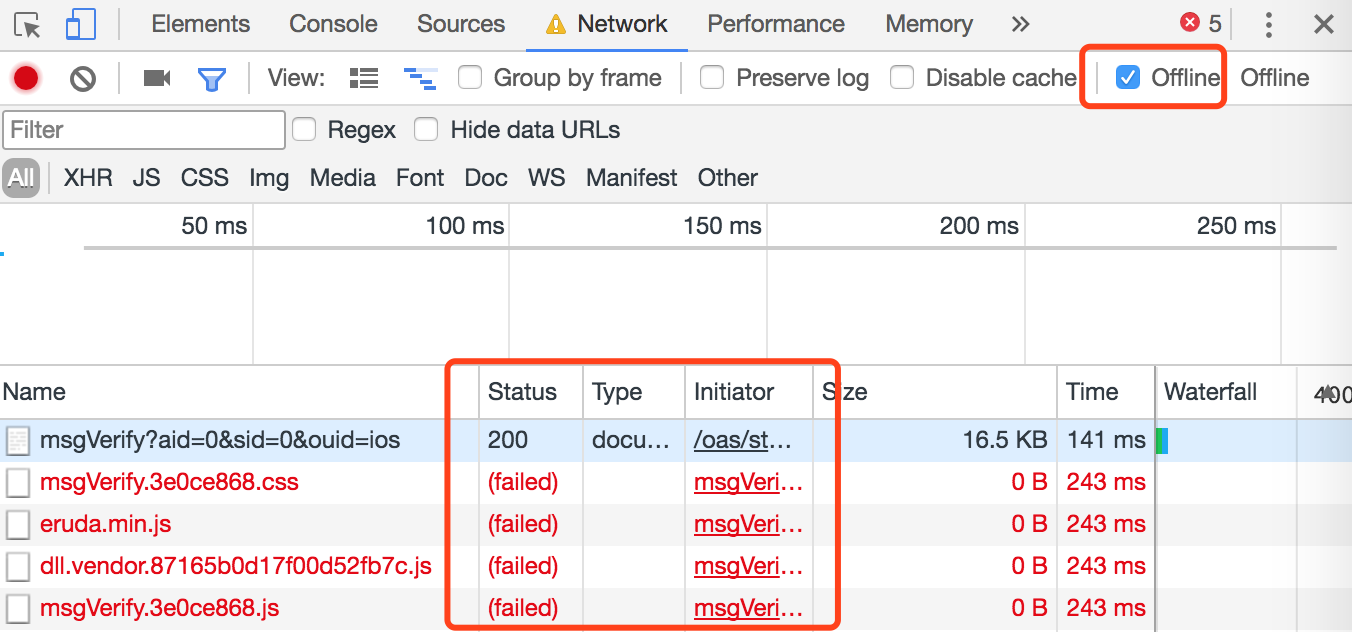 Elements Console Sources Network Performance Memory 5
View: Group by frame Preserve log Disable cache Offline Offline
Filter Regex Hide data URLs
All XHR JS CSS Img Media Font Doc WS Manifest Other
50 ms 100 ms 150 ms 200 ms 250 ms
Name Status Type Initiator Size Time Waterfall 400
msgVerify?aid=0&sid=0&ouid=ios 200 docu… /oas/st… 16.5 KB 141 ms
msgVerify.3e0ce868.css (failed) msgVeri… 0 B 243 ms
eruda.min.js (failed) msgVeri… 0 B 243 ms
dll.vendor.87165b0d17f00d52fb7c.js (failed) msgVeri… 0 B 243 ms
msgVerify.3e0ce868.js (failed) msgVeri… 0 B 243 ms